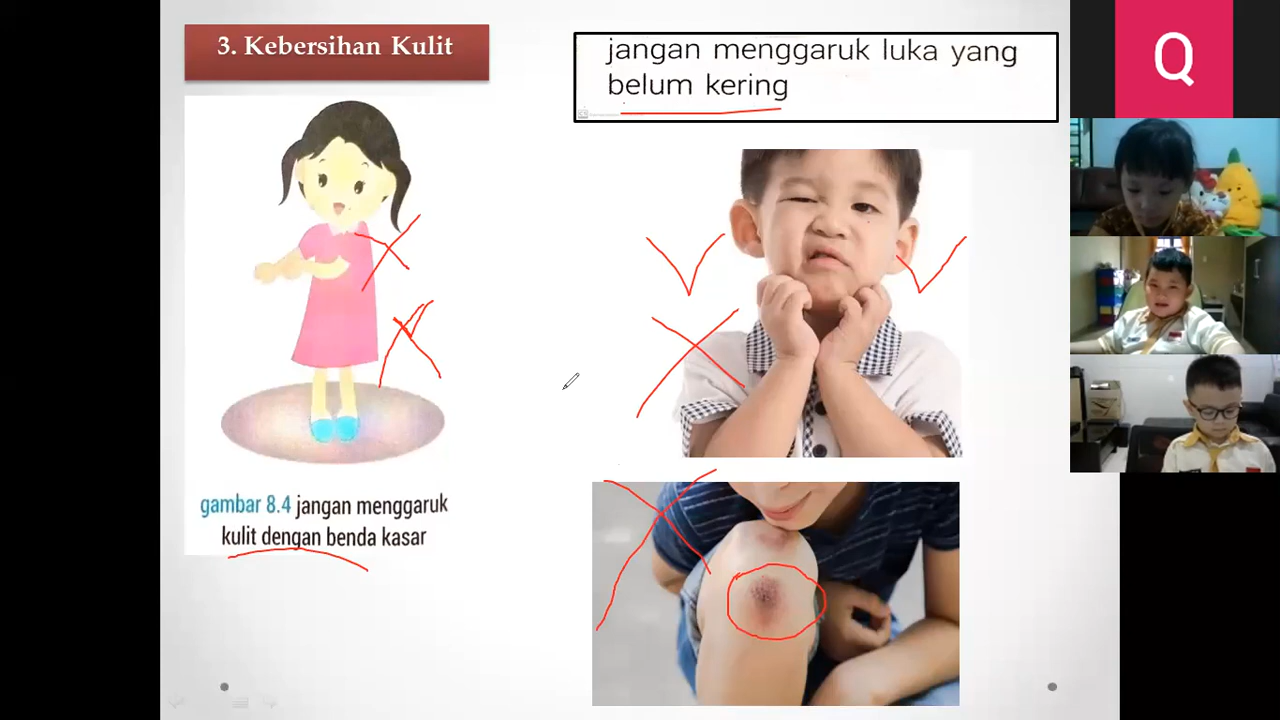 3. Kebersihan Kulit
jangan menggaruk luka yang
belum kering
gambar 8.4 jangan menggaruk
kulit dengan benda kasar
Q